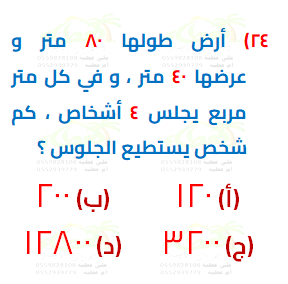 ٢٤) أرض طولها ٨٠ متر و
عرضها ٤٠ متر ، و في كل متر
مربع يجلس ٤ أشخاص ، كم
شخص يستطيع الجلوس ؟
(أ) ١٢٠ (ب) ٢٠٠
(ج) ٣٢٠٠ (د) ١٢٨٠٠